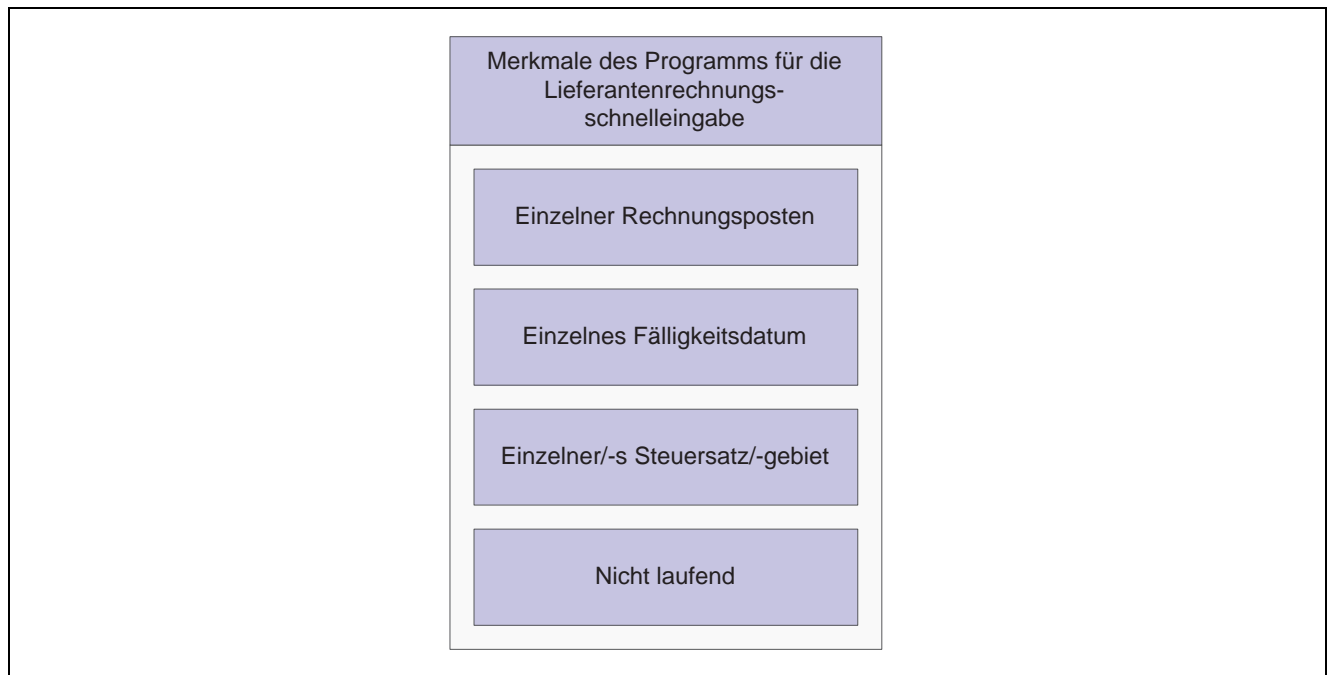 Merkmale des Programms für die
Lieferantenrechnungs-
schnelleingabe
Einzelner Rechnungsposten
Einzelnes Fälligkeitsdatum
Einzelner/-s Steuersatz/-gebiet
Nicht laufend